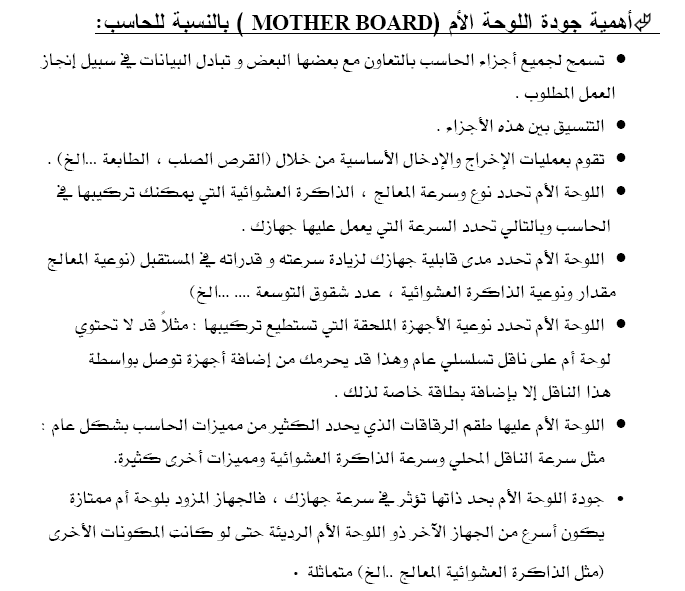 أهمية جودة اللوحة الأم (MOTHER BOARD ) بالنسبة للحاسب:
● تسمح لجميع أجزاء الحاسب بالتعاون مع بعضها البعض و تبادل البيانات في سبيل إنجاز
العمل المطلوب .
● التنسيق بين هذه الأجزاء .
● تقوم بعمليات الإخراج والإدخال الأساسية من خلال (القرص الصلب ، الطابعة ...الخ) .
● اللوحة الأم تحدد نوع وسرعة المعالج ، الذاكرة العشوائية التي يمكنك تركيبها في
الحاسب وبالتالي تحدد السرعة التي يعمل عليها جهازك .
● اللوحة الأم تحدد مدى قابلية جهازك لزيادة سرعته و قدراته في المستقبل (نوعية المعالج
مقدار ونوعية الذاكرة العشوائية ، عدد شقوق التوسعة .... ...الخ)
● اللوحة الأم تحدد نوعية الأجهزة الملحقة التي تستطيع تركيبها : مثلاً قد لا تحتوي
لوحة أم على ناقل تسلسلي عام وهذا قد يحرمك من إضافة أجهزة توصل بواسطة
هذا الناقل إلا بإضافة بطاقة خاصة لذلك .
● اللوحة الأم عليها طقم الرقاقات الذي يحدد الكثير من مميزات الحاسب بشكل عام :
مثل سرعة الناقل المحلي وسرعة الذاكرة العشوائية ومميزات أخرى كثيرة.
• جودة اللوحة الأم بحد ذاتها تؤثر في سرعة جهازك ، فالجهاز المزود بلوحة أم ممتازة
يكون أسرع من الجهاز الآخر ذو اللوحة الأم الرديئة حتى لو كانت المكونات الأخرى
(مثل الذاكرة العشوائية المعالج ..الخ) متماثلة .